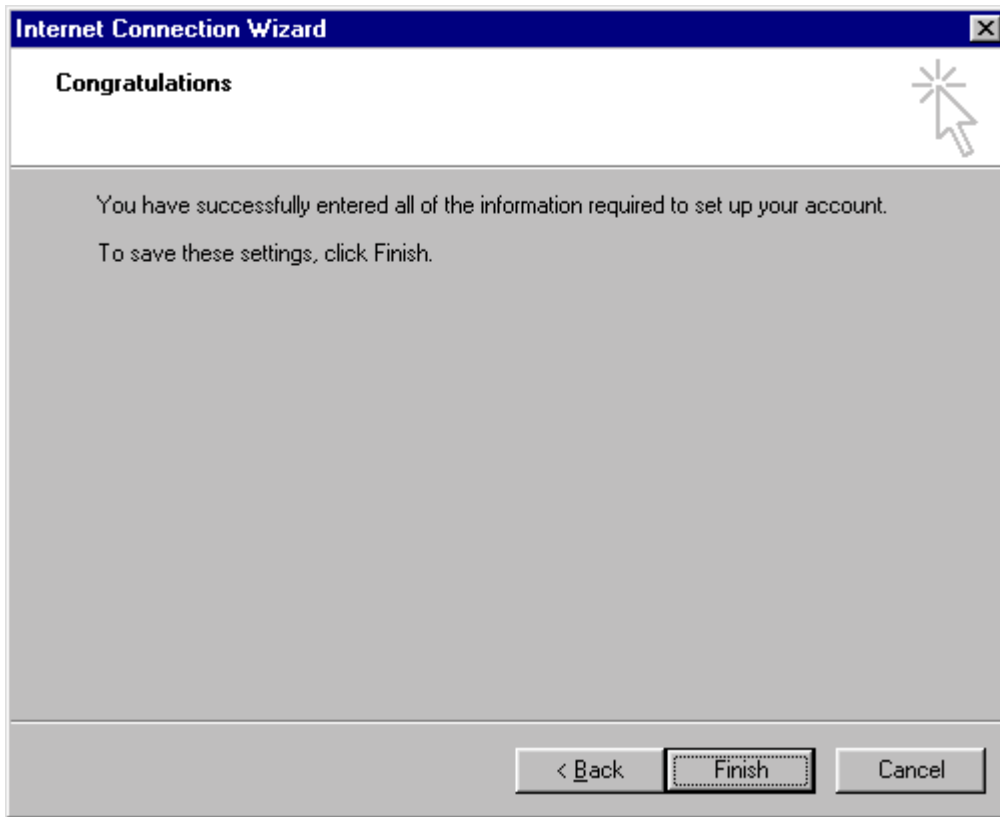 Internet Connection Wizard
Congratulations
You have successfully entered all of the information required to set up your account.
To save these settings, click Finish.
< Back Finish Cancel